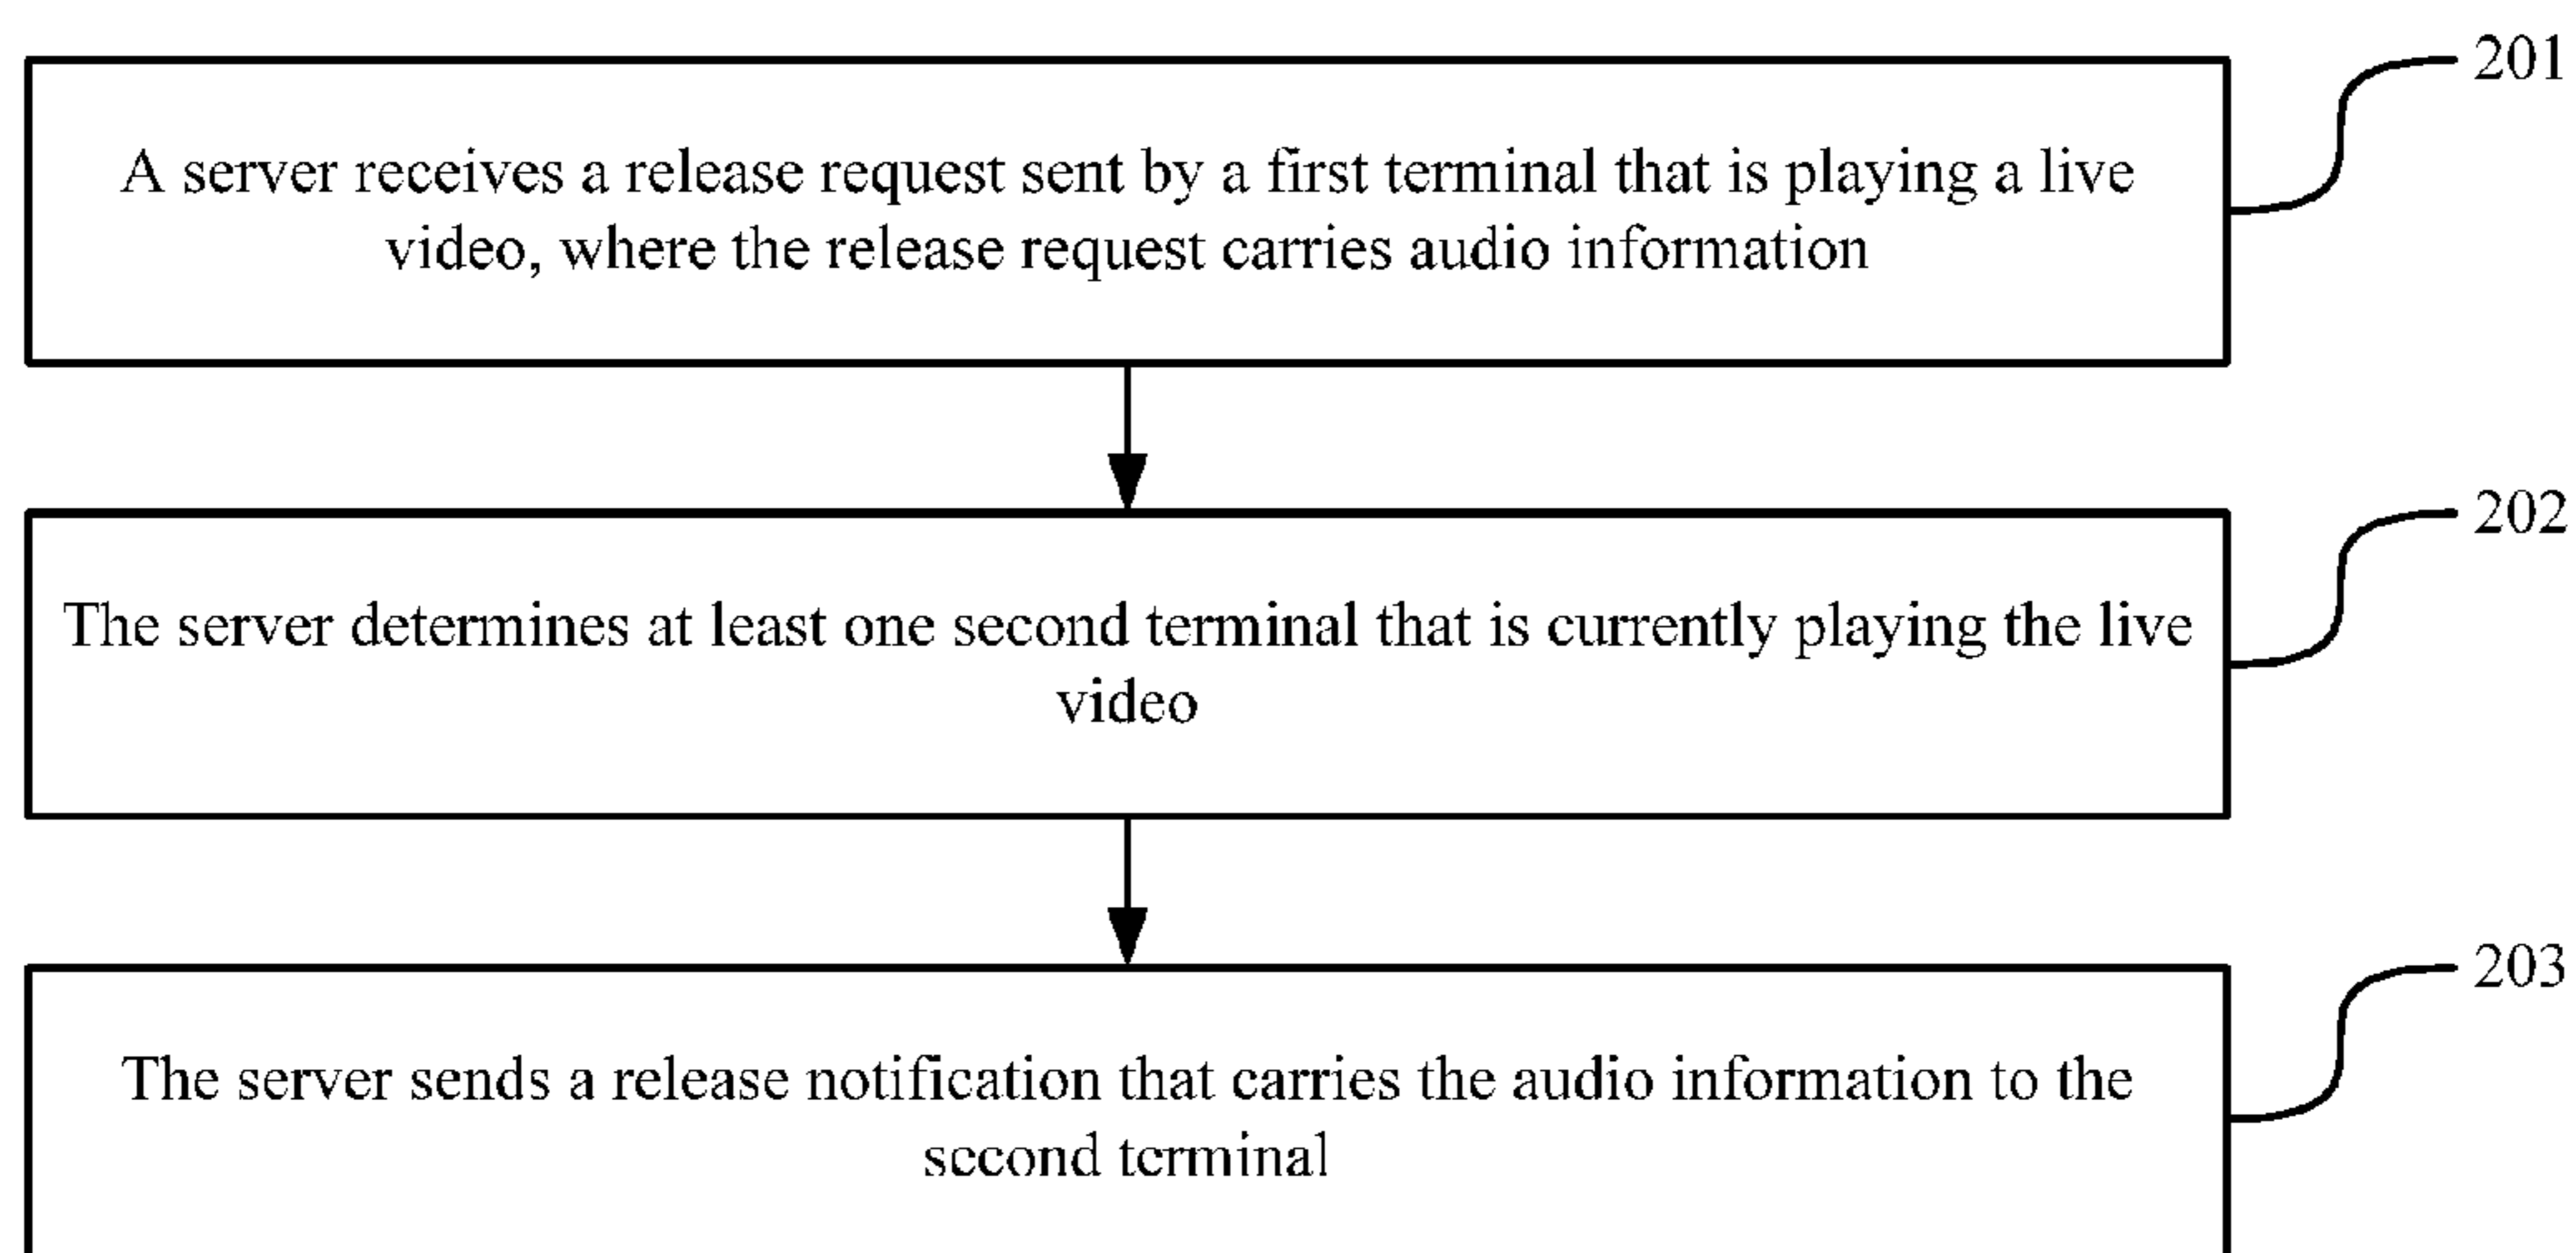 201
A server receives a release request sent by a first terminal that is playing a live
video, where the release request carries audio information
202
The server determines at least one second terminal that is currently playing the live
video
203
The server sends a release notification that carries the audio information to the
second terminal